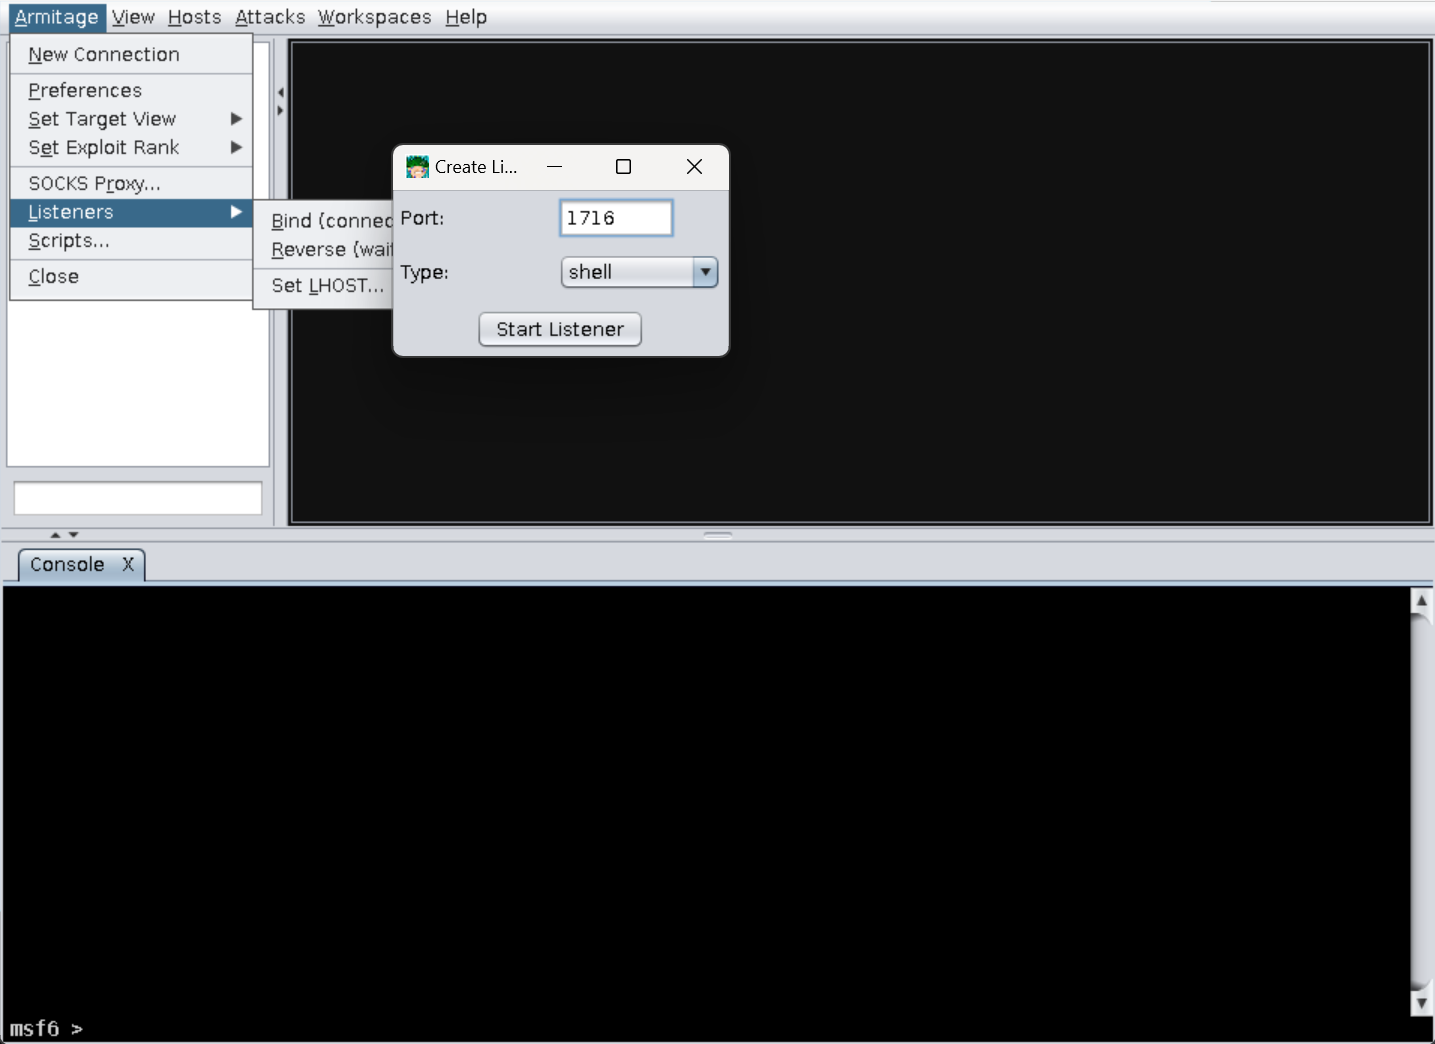 Armitage View Hosts Attacks Workspaces Help
New Connection
Preferences
Set Target View
Set Exploit Rank
SOCKS Proxy...
Listeners
Scripts...
Close
Bind (connec
Reverse (wai
Set LHOST...
Create Li...
Port: 1716
Type: shell
Start Listener
Console X
msf6 >